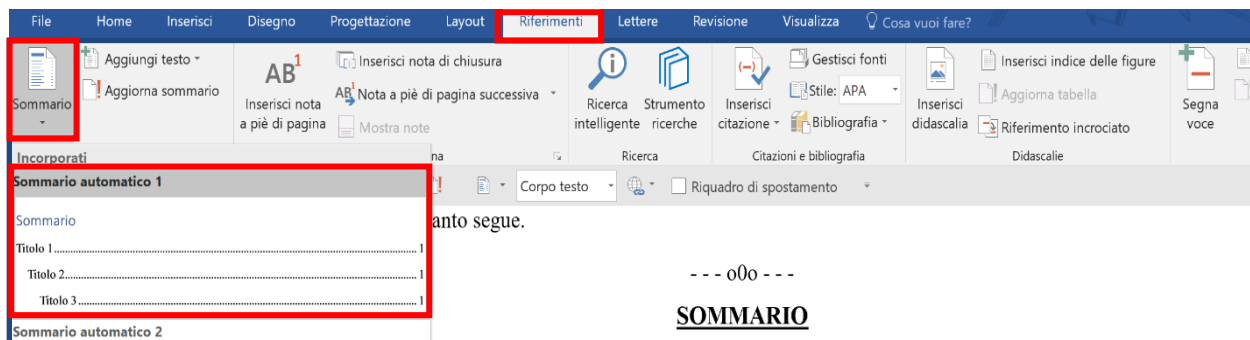 File Home Inserisci Disegno Progettazione Layout Riferimenti Lettere Revisione Visualizza Cosa vuoi fare?
Sommario
Aggiungi testo
Aggiorna sommario
AB1
Inserisci nota
a piè di pagina
Inserisci nota di chiusura
AB1 Nota a piè di pagina successiva
Mostra note
na
Ricerca
intelligente
Strumento
ricerche
Ricerca
Inserisci
citazione
Gestisci fonti
Stile: APA
Bibliografia
Citazioni e bibliografia
Inserisci
didascalia
Inserisci indice delle figure
Aggiorna tabella
Riferimento incrociato
Didascalie
Segna
voce
Incorporati
Sommario automatico 1
Corpo testo
Riquadro di spostamento
Sommario
Titolo 1 1
Titolo 2 1
Titolo 3 1
Sommario automatico 2
anto segue.
- - - o0o - - -
SOMMARIO